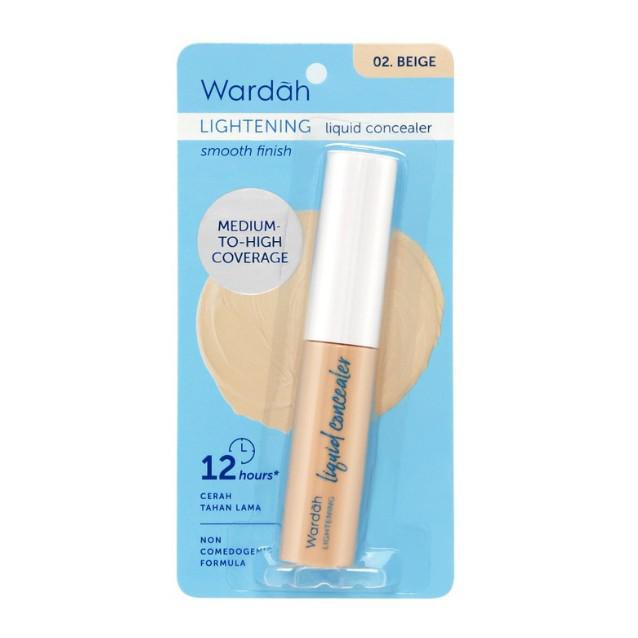 02. BEIGE
Wardah
LIGHTENING liquid concealer
smooth finish
MEDIUM-
TO-HIGH
COVERAGE
12 hours*
CERAH
TAHAN LAMA
NON
COMEDOGENIC
FORMULA
liquid concealer
Wardah
LIGHTENING